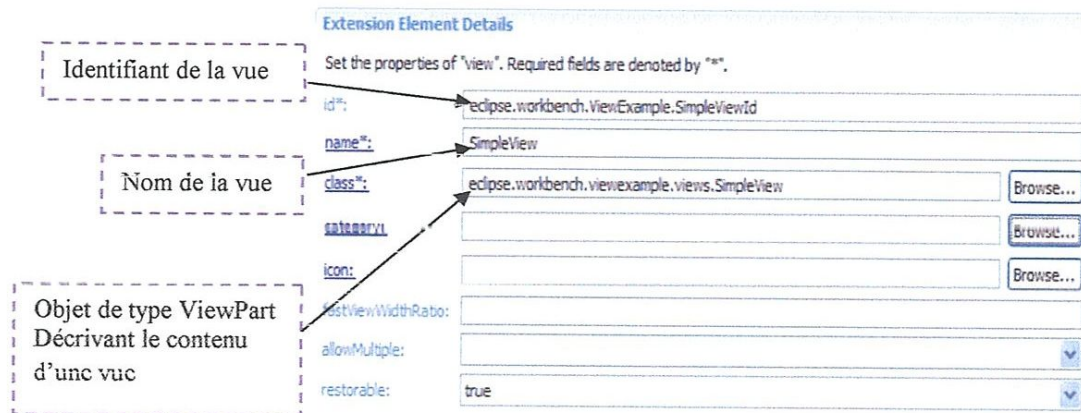 Extension Element Details
Set the properties of "view". Required fields are denoted by "*".
Identifiant de la vue
id*: eclipse.workbench.ViewExample.SimpleViewId
name*: SimpleView
Nom de la vue
class*: eclipse.workbench.viewexample.views.SimpleView Browse...
category: Browse...
icon: Browse...
Objet de type ViewPart
Décrivant le contenu
d'une vue
fastViewWidthRatio:
allowMultiple:
restorable: true